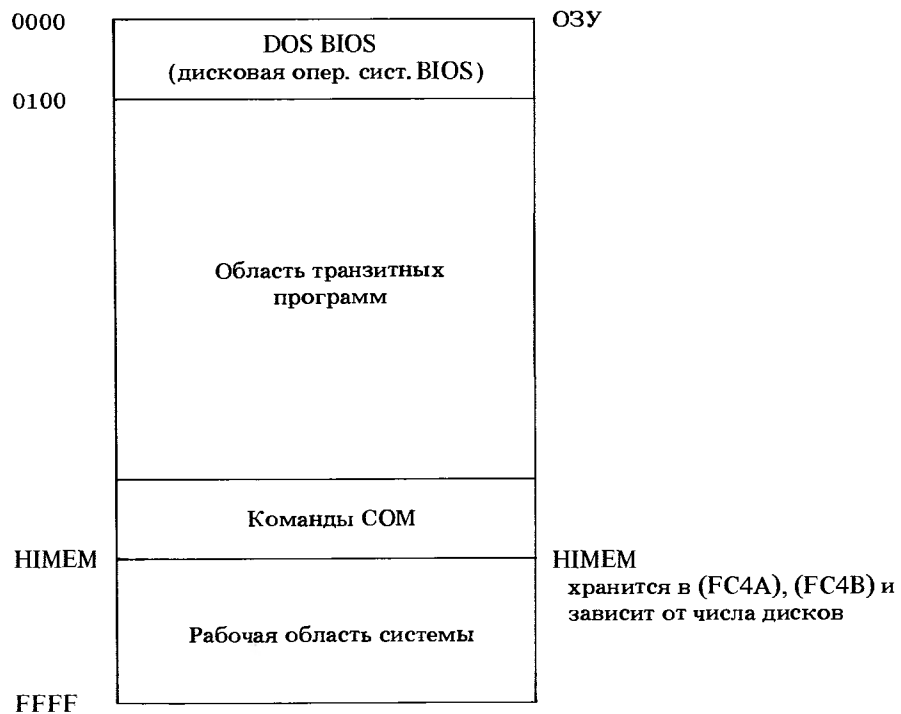 0000
ОЗУ
DOS BIOS
(дисковая опер. сист. BIOS)
0100
Область транзитных
программ
Команды COM
HIMEM
HIMEM
хранится в (FC4A), (FC4B) и
зависит от числа дисков
Рабочая область системы
FFFF